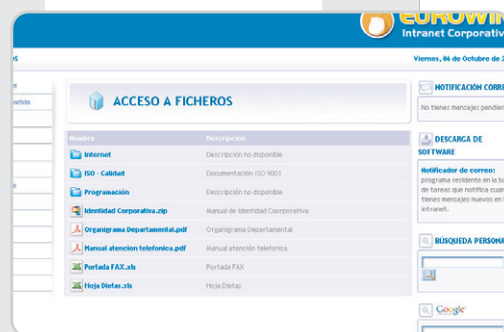 EUROWIN
Intranet Corporativ
Viernes, 06 de Octubre de 2
ACCESO A FICHEROS
Nombre Descripción
Internet Descripción no disponible
ISO - Calidad Documentación ISO 9001
Programación Descripción no disponible
Identidad Corporativa.zip Manual de Identidad Coorporativa
Organigrama Departamental.pdf Organigrama Departamental
Manual atencion telefonica.pdf Manual atención telefonica
Portada FAX.xls Portada FAX
Hoja Dietas.xls Hoja Dietas
NOTIFICACIÓN CORRE
No tienes mensajes pendien
DESCARGA DE
SOFTWARE
Notificador de correo:
programa residente en la ba
de tareas que notifica cuan
tienes mensajes nuevos en l
intranet.
BÚSQUEDA PERSONA
Google